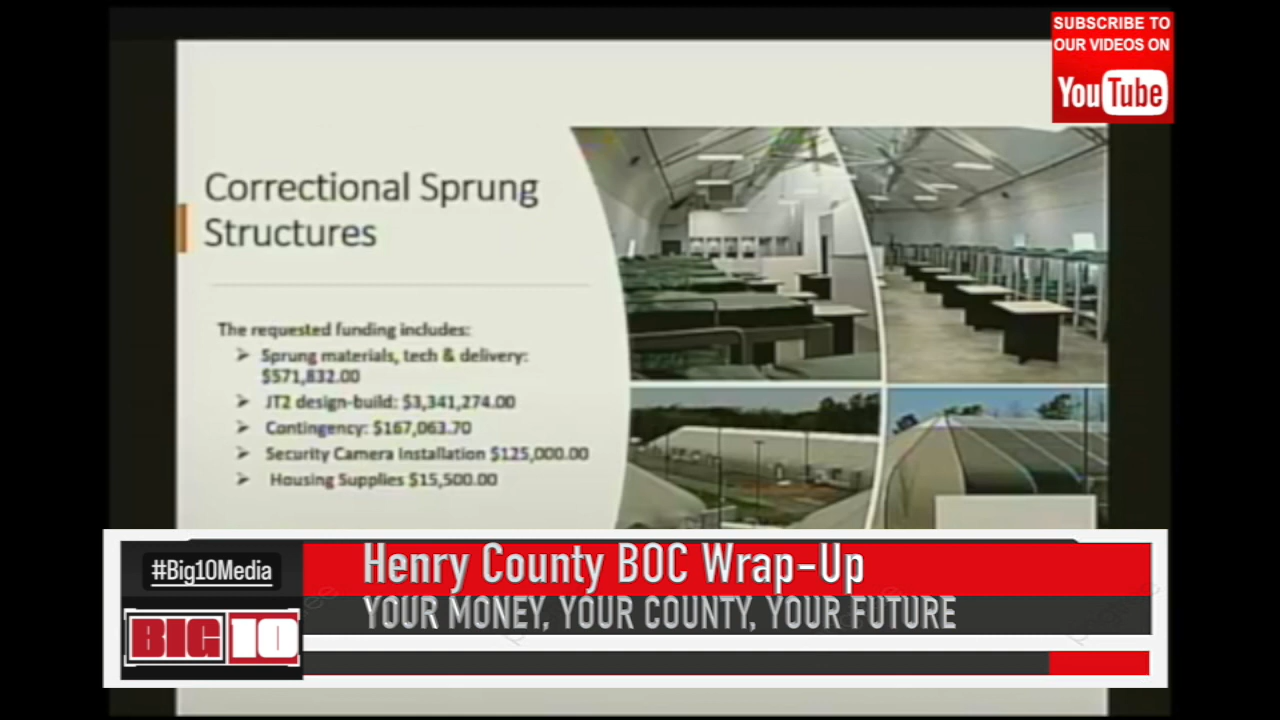 SUBSCRIBE TO
OUR VIDEOS ON
YouTube
Correctional Sprung
Structures
The requested funding includes:
Sprung materials, tech & delivery:
$571,832.00
JT2 design-build: $3,341,274.00
Contingency: $167,063.70
Security Camera Installation $125,000.00
Housing Supplies $15,500.00
#Big10Media
Henry County BOC Wrap-Up
YOUR MONEY, YOUR COUNTY, YOUR FUTURE
BIG 10